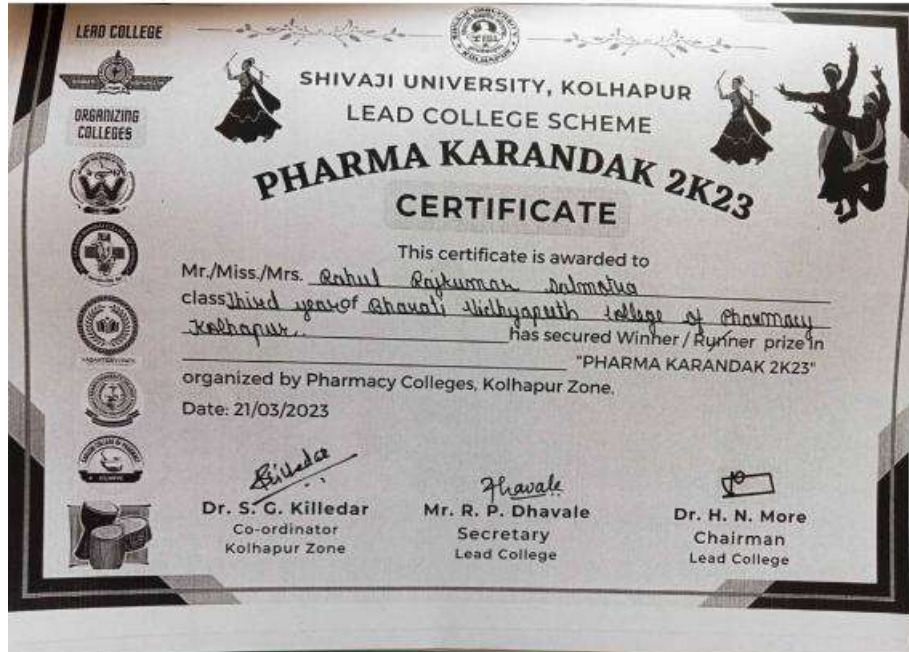 LEAD COLLEGE
ORGANIZING
COLLEGES
SHIVAJI UNIVERSITY, KOLHAPUR
LEAD COLLEGE SCHEME
PHARMA KARANDAK 2K23
CERTIFICATE
This certificate is awarded to
Mr./Miss./Mrs. Rahul Rajkumar Salmotra
class Third year of Bharati Vidhyapeeth College of Pharmacy
Kolhapur.. has secured Winner / Runner prize in
"PHARMA KARANDAK 2K23"
organized by Pharmacy Colleges, Kolhapur Zone.
Date: 21/03/2023
Killedar
Dhavale
Dr. S. G. Killedar
Mr. R. P. Dhavale
Dr. H. N. More
Co-ordinator
Secretary
Chairman
Kolhapur Zone
Lead College
Lead College